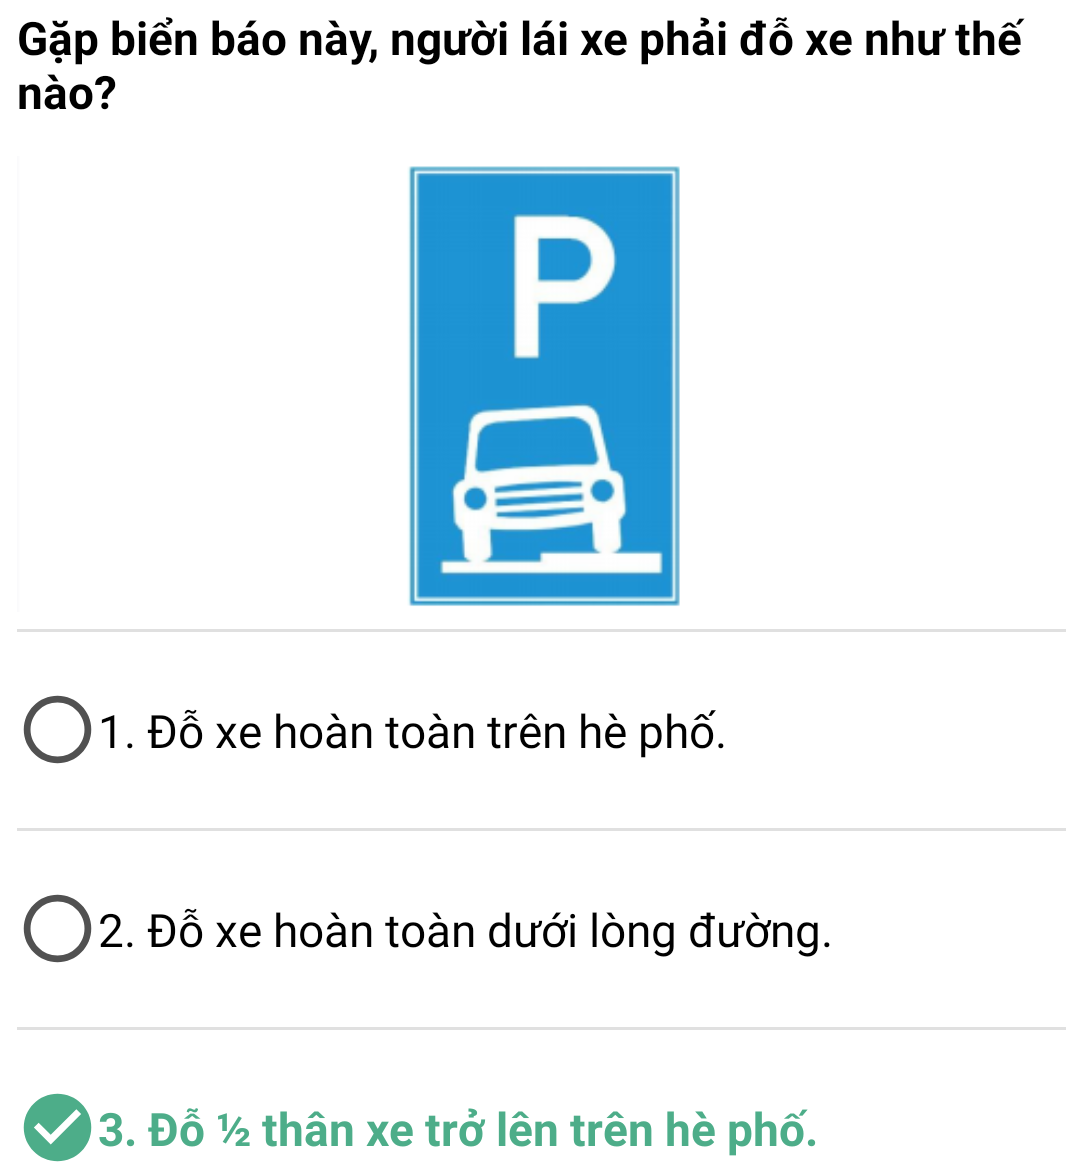 Gặp biển báo này, người lái xe phải đỗ xe như thế
nào?
P
1. Đỗ xe hoàn toàn trên hè phố.
2. Đỗ xe hoàn toàn dưới lòng đường.
3. Đỗ ½ thân xe trở lên trên hè phố.